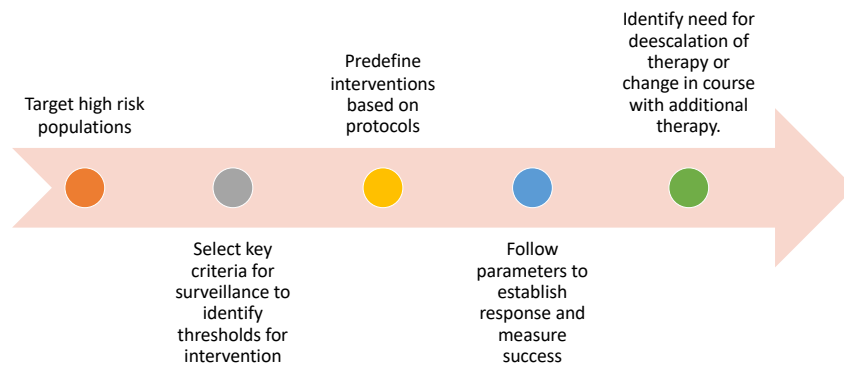 Target high risk
populations
Select key
criteria for
surveillance to
identify
thresholds for
intervention
Predefine
interventions
based on
protocols
Follow
parameters to
establish
response and
measure
success
Identify need for
deescalation of
therapy or
change in course
with additional
therapy.